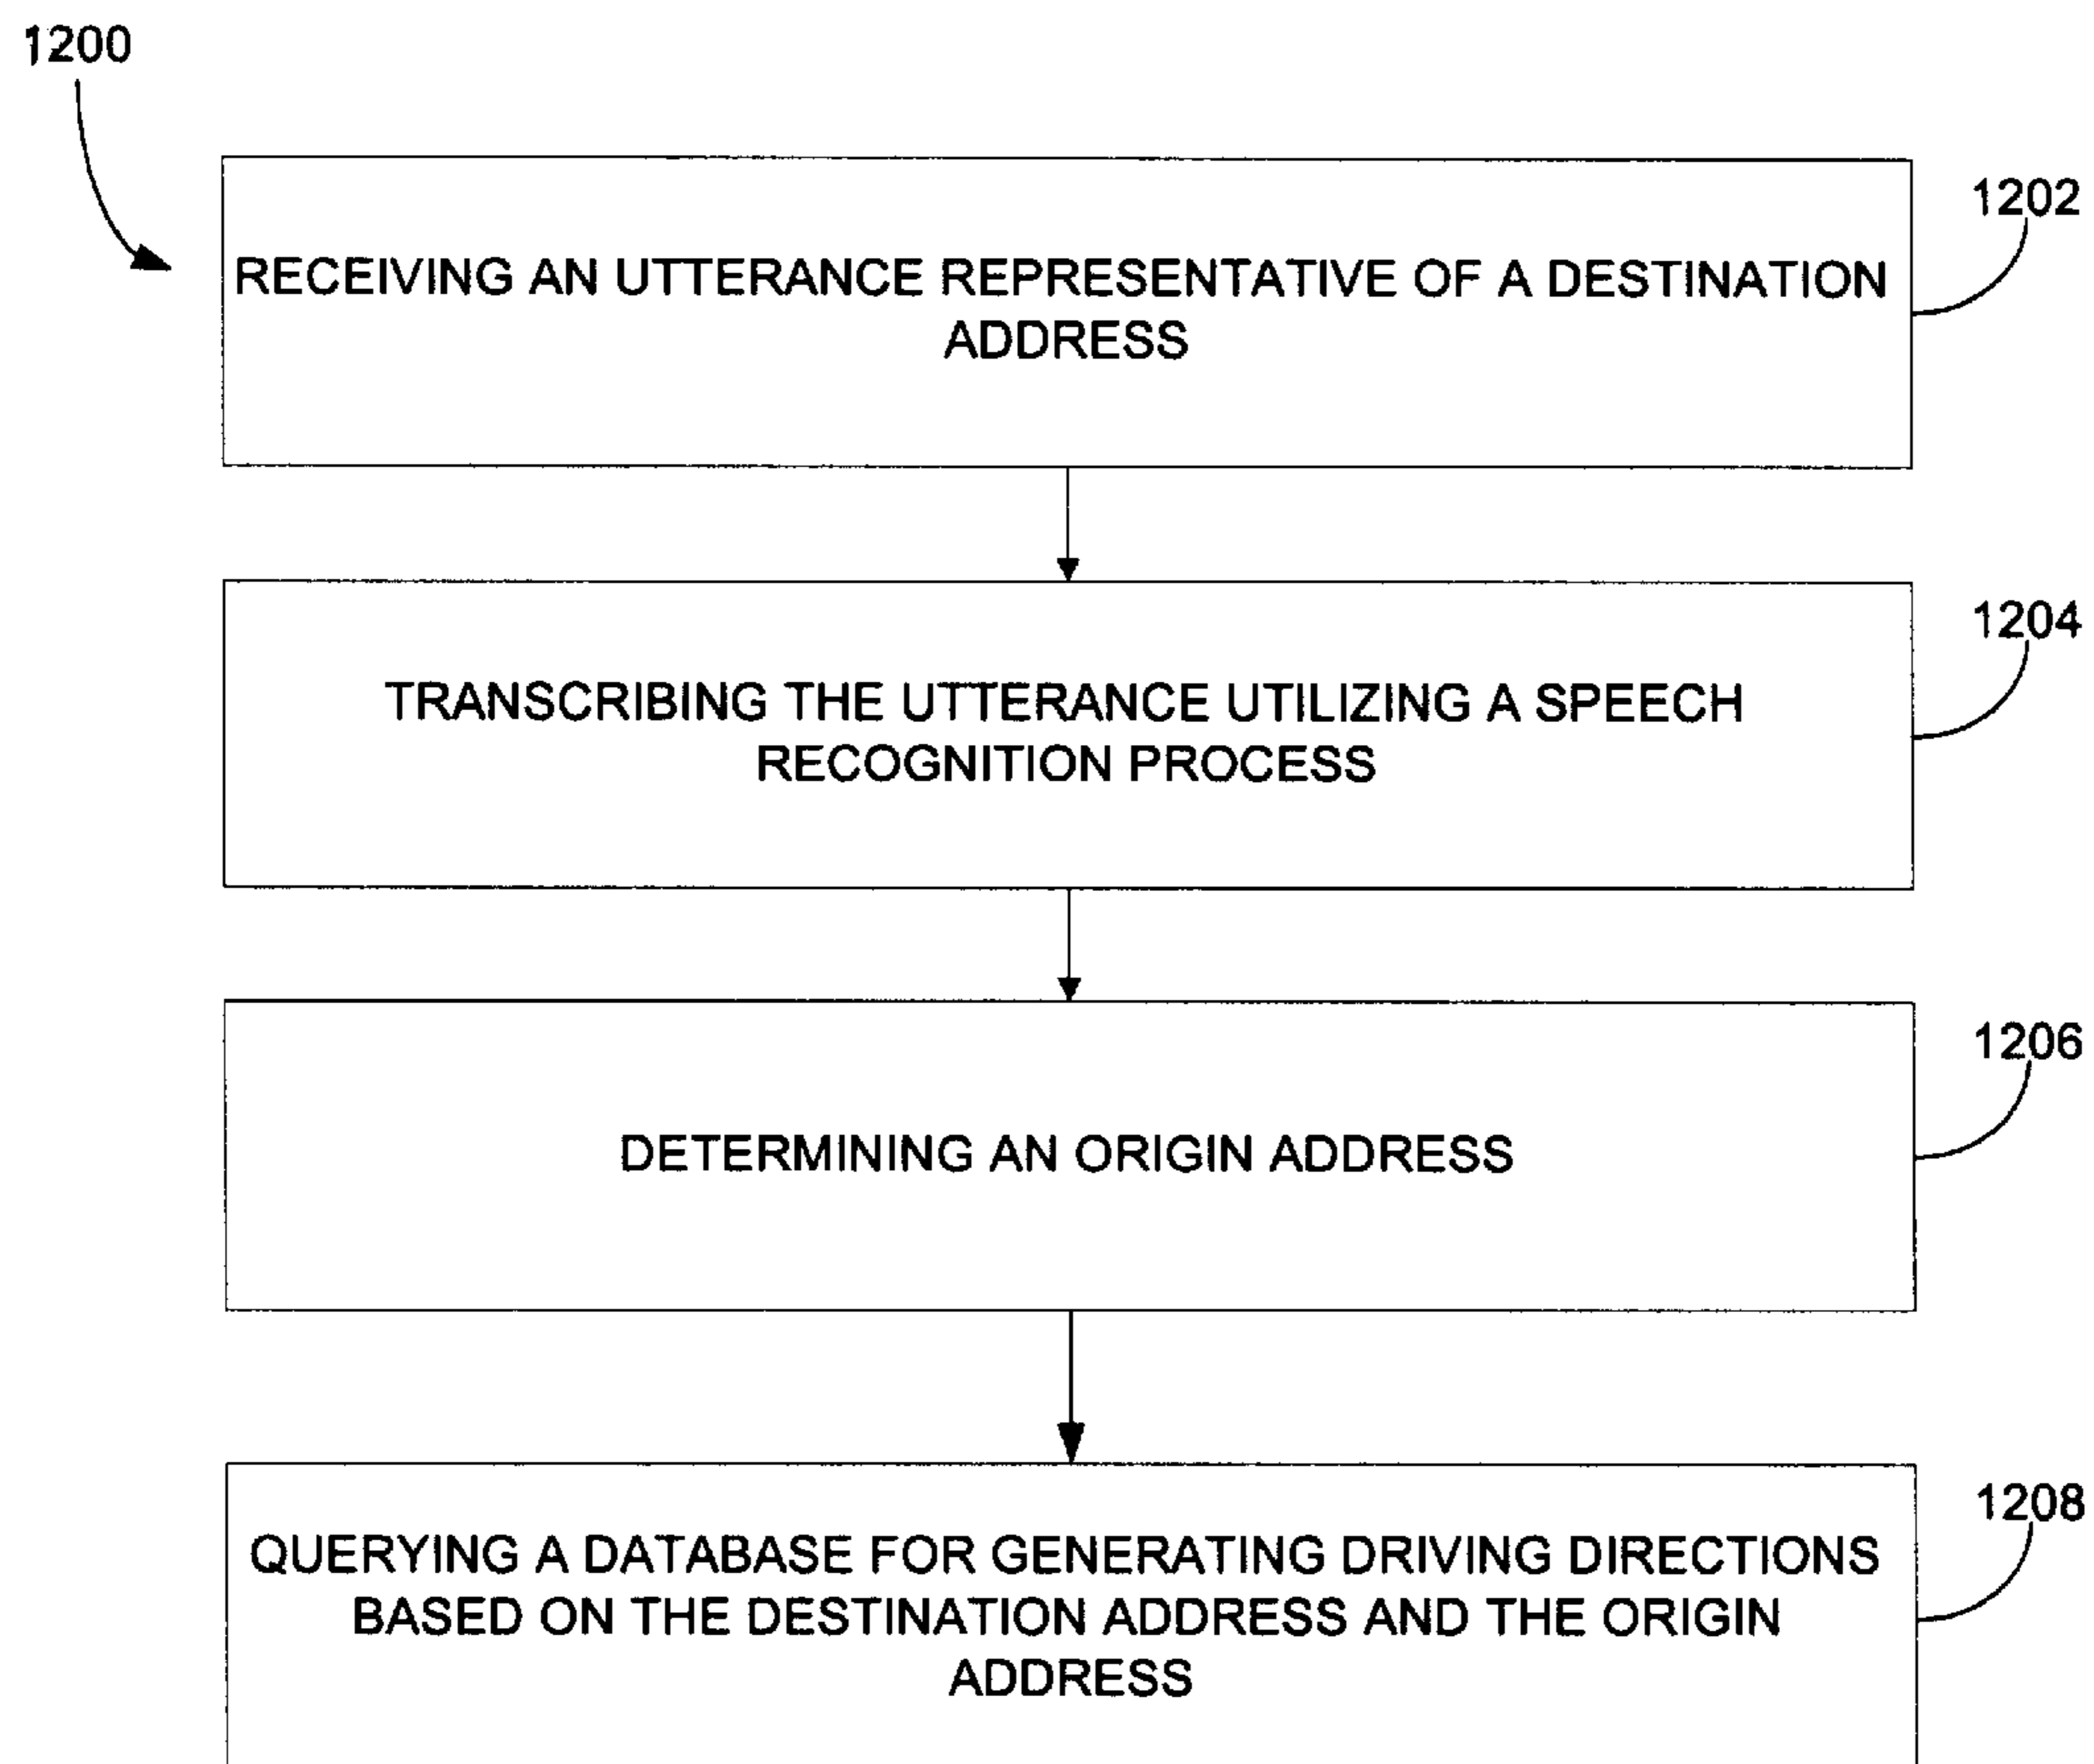 1200
1202
RECEIVING AN UTTERANCE REPRESENTATIVE OF A DESTINATION
ADDRESS
1204
TRANSCRIBING THE UTTERANCE UTILIZING A SPEECH
RECOGNITION PROCESS
1206
DETERMINING AN ORIGIN ADDRESS
1208
QUERYING A DATABASE FOR GENERATING DRIVING DIRECTIONS
BASED ON THE DESTINATION ADDRESS AND THE ORIGIN
ADDRESS